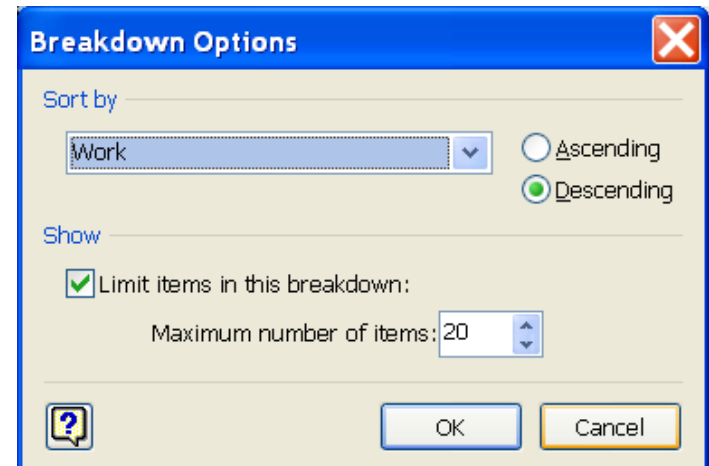 Breakdown Options
Sort by
Work
Ascending
Descending
Show
Limit items in this breakdown:
Maximum number of items: 20
?
OK Cancel